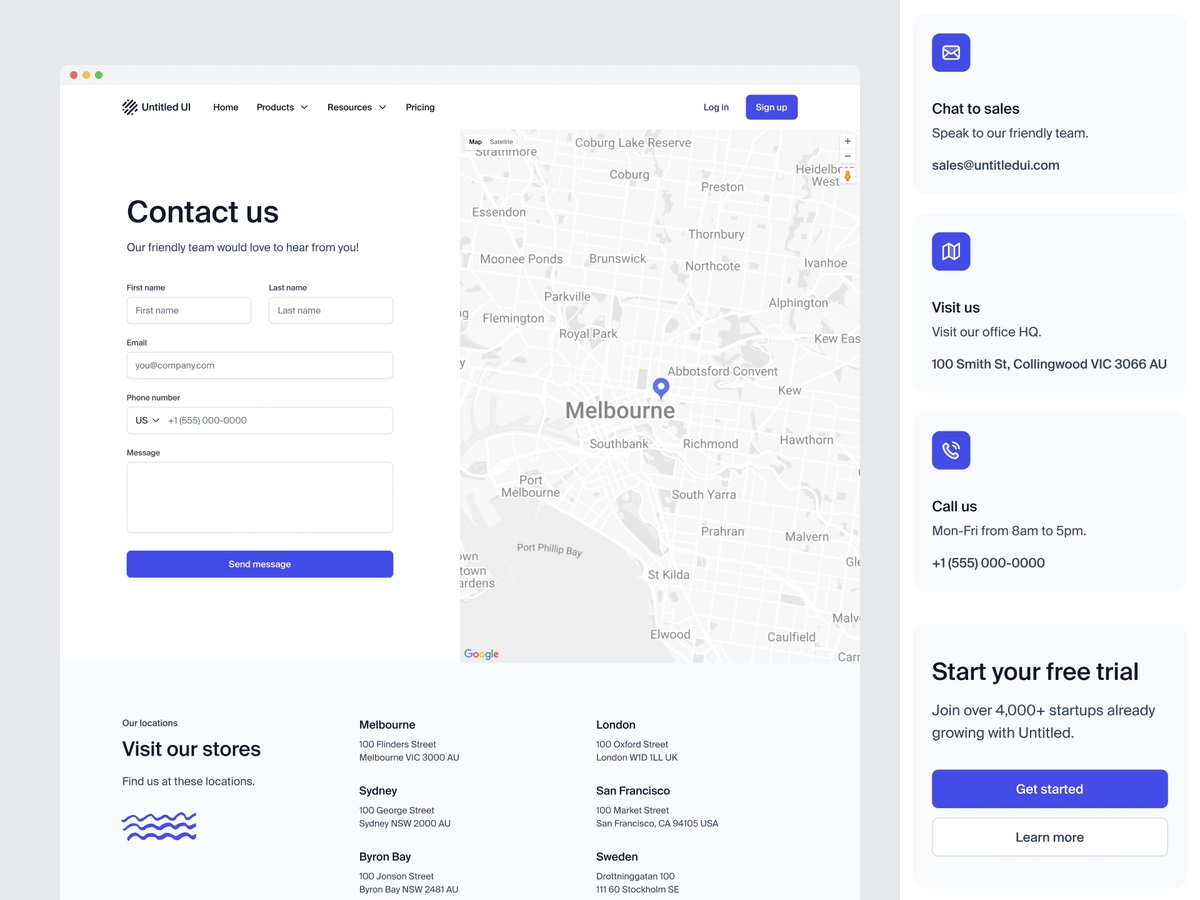 Untitled UI
Home
Products
Resources
Pricing
Log in
Sign up
Contact us
Our friendly team would love to hear from you!
First name
Last name
First name
Last name
Email
you@company.com
Phone number
US
+1 (555) 000-0000
Message
Send message
Map
Satellite
Strathmore
Coburg Lake Reserve
Coburg
Heidelberg
West
Preston
Essendon
Thornbury
Moonee Ponds
Brunswick
Northcote
Ivanhoe
Parkville
Alphington
Flemington
Royal Park
Kew Eas
Abbotsford Convent
Kew
Melbourne
Southbank
Richmond
Hawthorn
Port
Melbourne
South Yarra
Prahran
Malvern
Port Phillip Bay
own
town
ardens
St Kilda
Gle
Malv
Elwood
Caulfield
Carn
Google
Our locations
Visit our stores
Find us at these locations.
Melbourne
100 Flinders Street
Melbourne VIC 3000 AU
Sydney
100 George Street
Sydney NSW 2000 AU
Byron Bay
100 Jonson Street
Byron Bay NSW 2481 AU
London
100 Oxford Street
London W1D 1LL UK
San Francisco
100 Market Street
San Francisco, CA 94105 USA
Sweden
Drottninggatan 100
111 60 Stockholm SE
Chat to sales
Speak to our friendly team.
sales@untitledui.com
Visit us
Visit our office HQ.
100 Smith St, Collingwood VIC 3066 AU
Call us
Mon-Fri from 8am to 5pm.
+1 (555) 000-0000
Start your free trial
Join over 4,000+ startups already
growing with Untitled.
Get started
Learn more